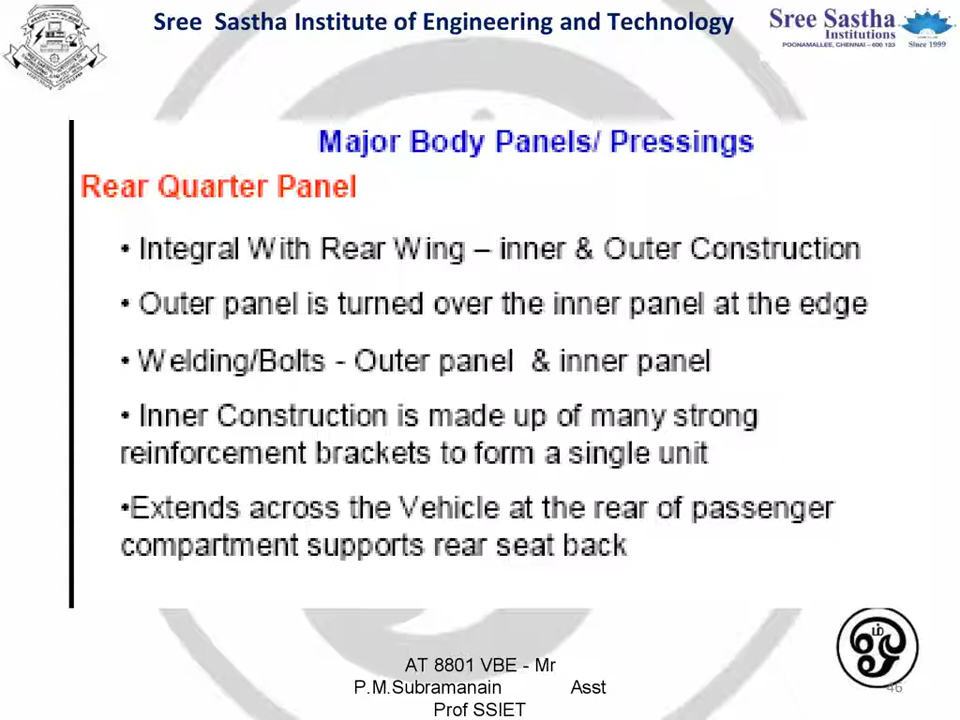 Sree Sastha Institute of Engineering and Technology
Sree Sastha
Institutions
POONAMALLEE, CHENNAI – 600 123
Since 1999
Major Body Panels/ Pressings
Rear Quarter Panel
• Integral With Rear Wing – inner & Outer Construction
• Outer panel is turned over the inner panel at the edge
• Welding/Bolts - Outer panel & inner panel
• Inner Construction is made up of many strong
reinforcement brackets to form a single unit
•Extends across the Vehicle at the rear of passenger
compartment supports rear seat back
ஓம்
AT 8801 VBE - Mr
P.M.Subramanain Asst
Prof SSIET
46